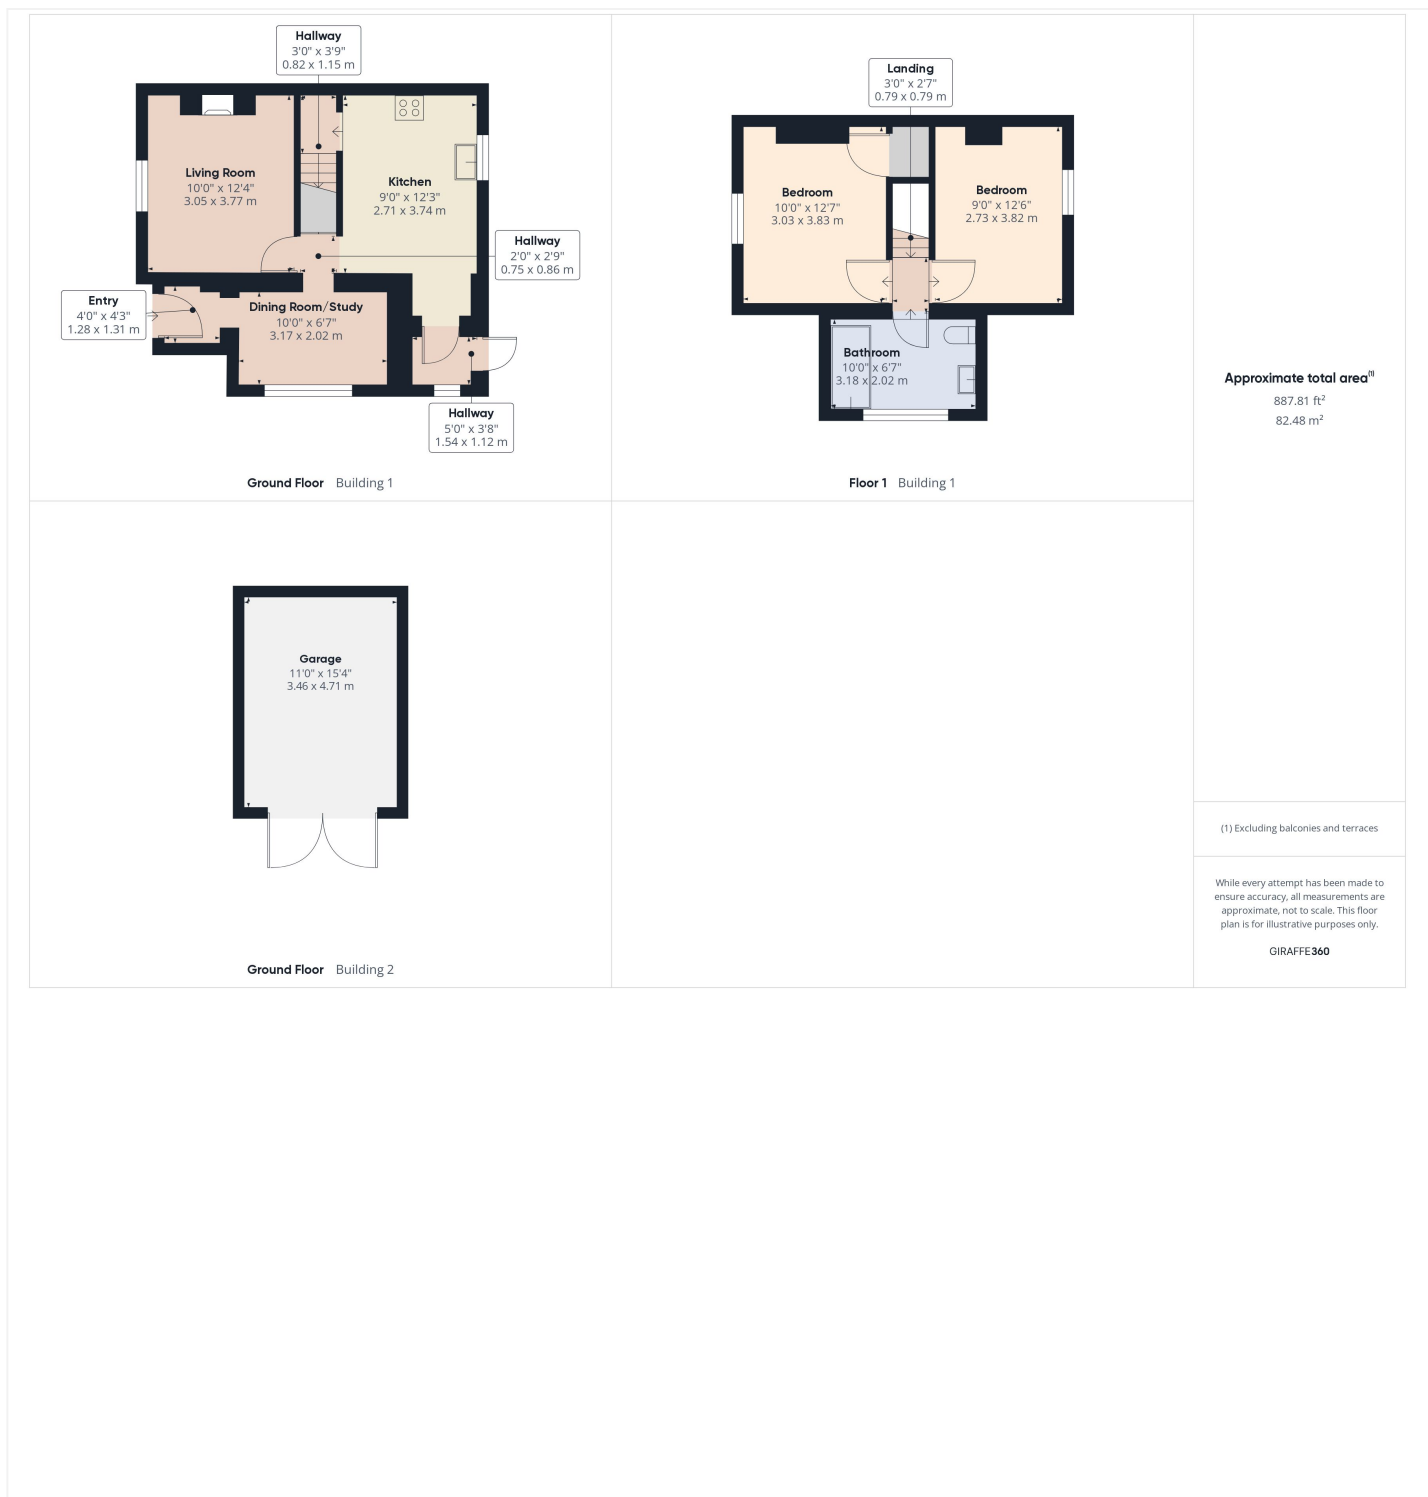 Hallway
3'0" x 3'9"
0.82 x 1.15 m
Living Room
10'0" x 12'4"
3.05 x 3.77 m
Kitchen
9'0" x 12'3"
2.71 x 3.74 m
Hallway
2'0" x 2'9"
0.75 x 0.86 m
Entry
4'0" x 4'3"
1.28 x 1.31 m
Dining Room/Study
10'0" x 6'7"
3.17 x 2.02 m
Hallway
5'0" x 3'8"
1.54 x 1.12 m
Ground Floor Building 1
Landing
3'0" x 2'7"
0.79 x 0.79 m
Bedroom
10'0" x 12'7"
3.03 x 3.83 m
Bedroom
9'0" x 12'6"
2.73 x 3.82 m
Bathroom
10'0" x 6'7"
3.18 x 2.02 m
Floor 1 Building 1
Garage
11'0" x 15'4"
3.46 x 4.71 m
Ground Floor Building 2
Approximate total area⁽¹⁾
887.81 ft²
82.48 m²
(1) Excluding balconies and terraces
While every attempt has been made to
ensure accuracy, all measurements are
approximate, not to scale. This floor
plan is for illustrative purposes only.
GIRAFFE360